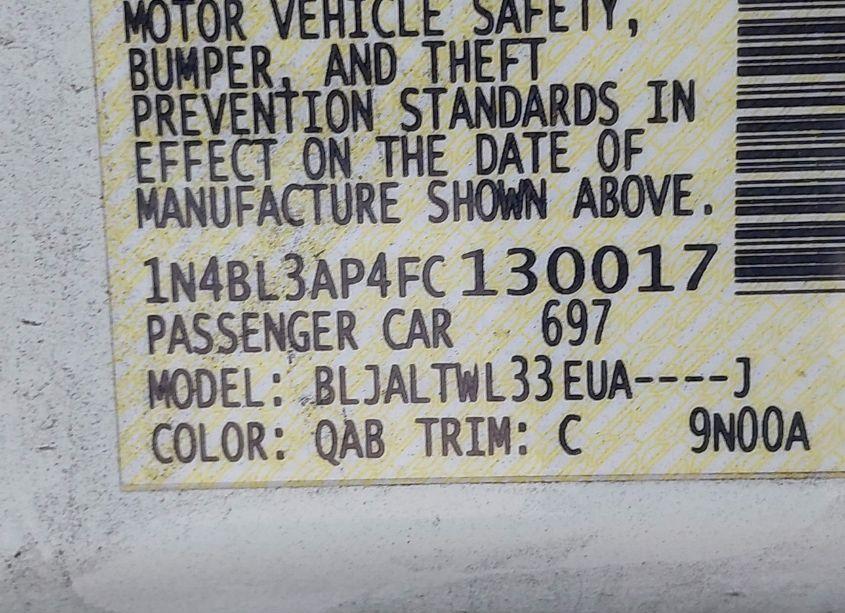 MOTOR VEHICLE SAFETY,
BUMPER, AND THEFT
PREVENTION STANDARDS IN
EFFECT ON THE DATE OF
MANUFACTURE SHOWN ABOVE.
1N4BL3AP4FC130017
PASSENGER CAR 697
MODEL: BLJALTWL33EUA----J
COLOR: QAB TRIM: C 9N00A